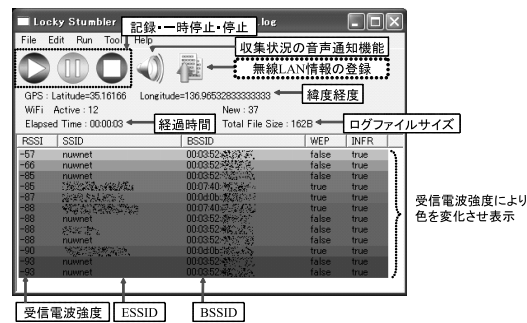 Locky Stumbler
.log
記録・一時停止・停止
File Edit Run Tool Help
収集状況の音声通知機能
無線LAN情報の登録
GPS : Latitude=35.16166 Longitude=136.96532833333333
緯度経度
WiFi Active : 12 New : 37
Elapsed Time : 00:00:03
経過時間
Total File Size : 162B
ログファイルサイズ
RSSI SSID BSSID WEP INFR
-57 nuwnet 00:03:52: false true
-66 nuwnet 00:03:52: false true
-85 nuwnet 00:03:52: false true
-85 00:07:40: true true
-87 00:0d:0b: true true
-88 00:07:40: true true
-88 nuwnet 00:03:52: false true
-88 00:03:52: false true
-88 nuwnet 00:03:52: false true
-90 00:0d:0b: true true
-93 nuwnet 00:03:52: false true
-93 nuwnet 00:03:52: false true
受信電波強度により
色を変化させ表示
受信電波強度
ESSID
BSSID